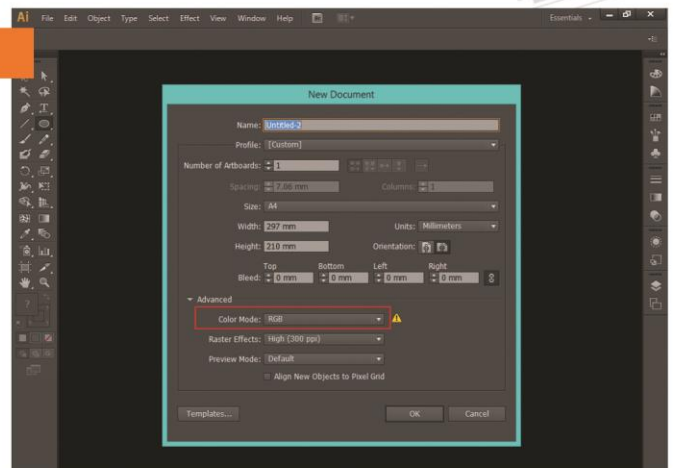 Ai File Edit Object Type Select Effect View Window Help Essentials
New Document
Name: Untitled-2
Profile: [Custom]
Number of Artboards: 1
Spacing: 7.06 mm Columns: 1
Size: A4
Width: 297 mm Units: Millimeters
Height: 210 mm Orientation:
Top Bottom Left Right
Bleed: 0 mm 0 mm 0 mm 0 mm
Advanced
Color Mode: RGB
Raster Effects: High (300 ppi)
Preview Mode: Default
Align New Objects to Pixel Grid
Templates... OK Cancel